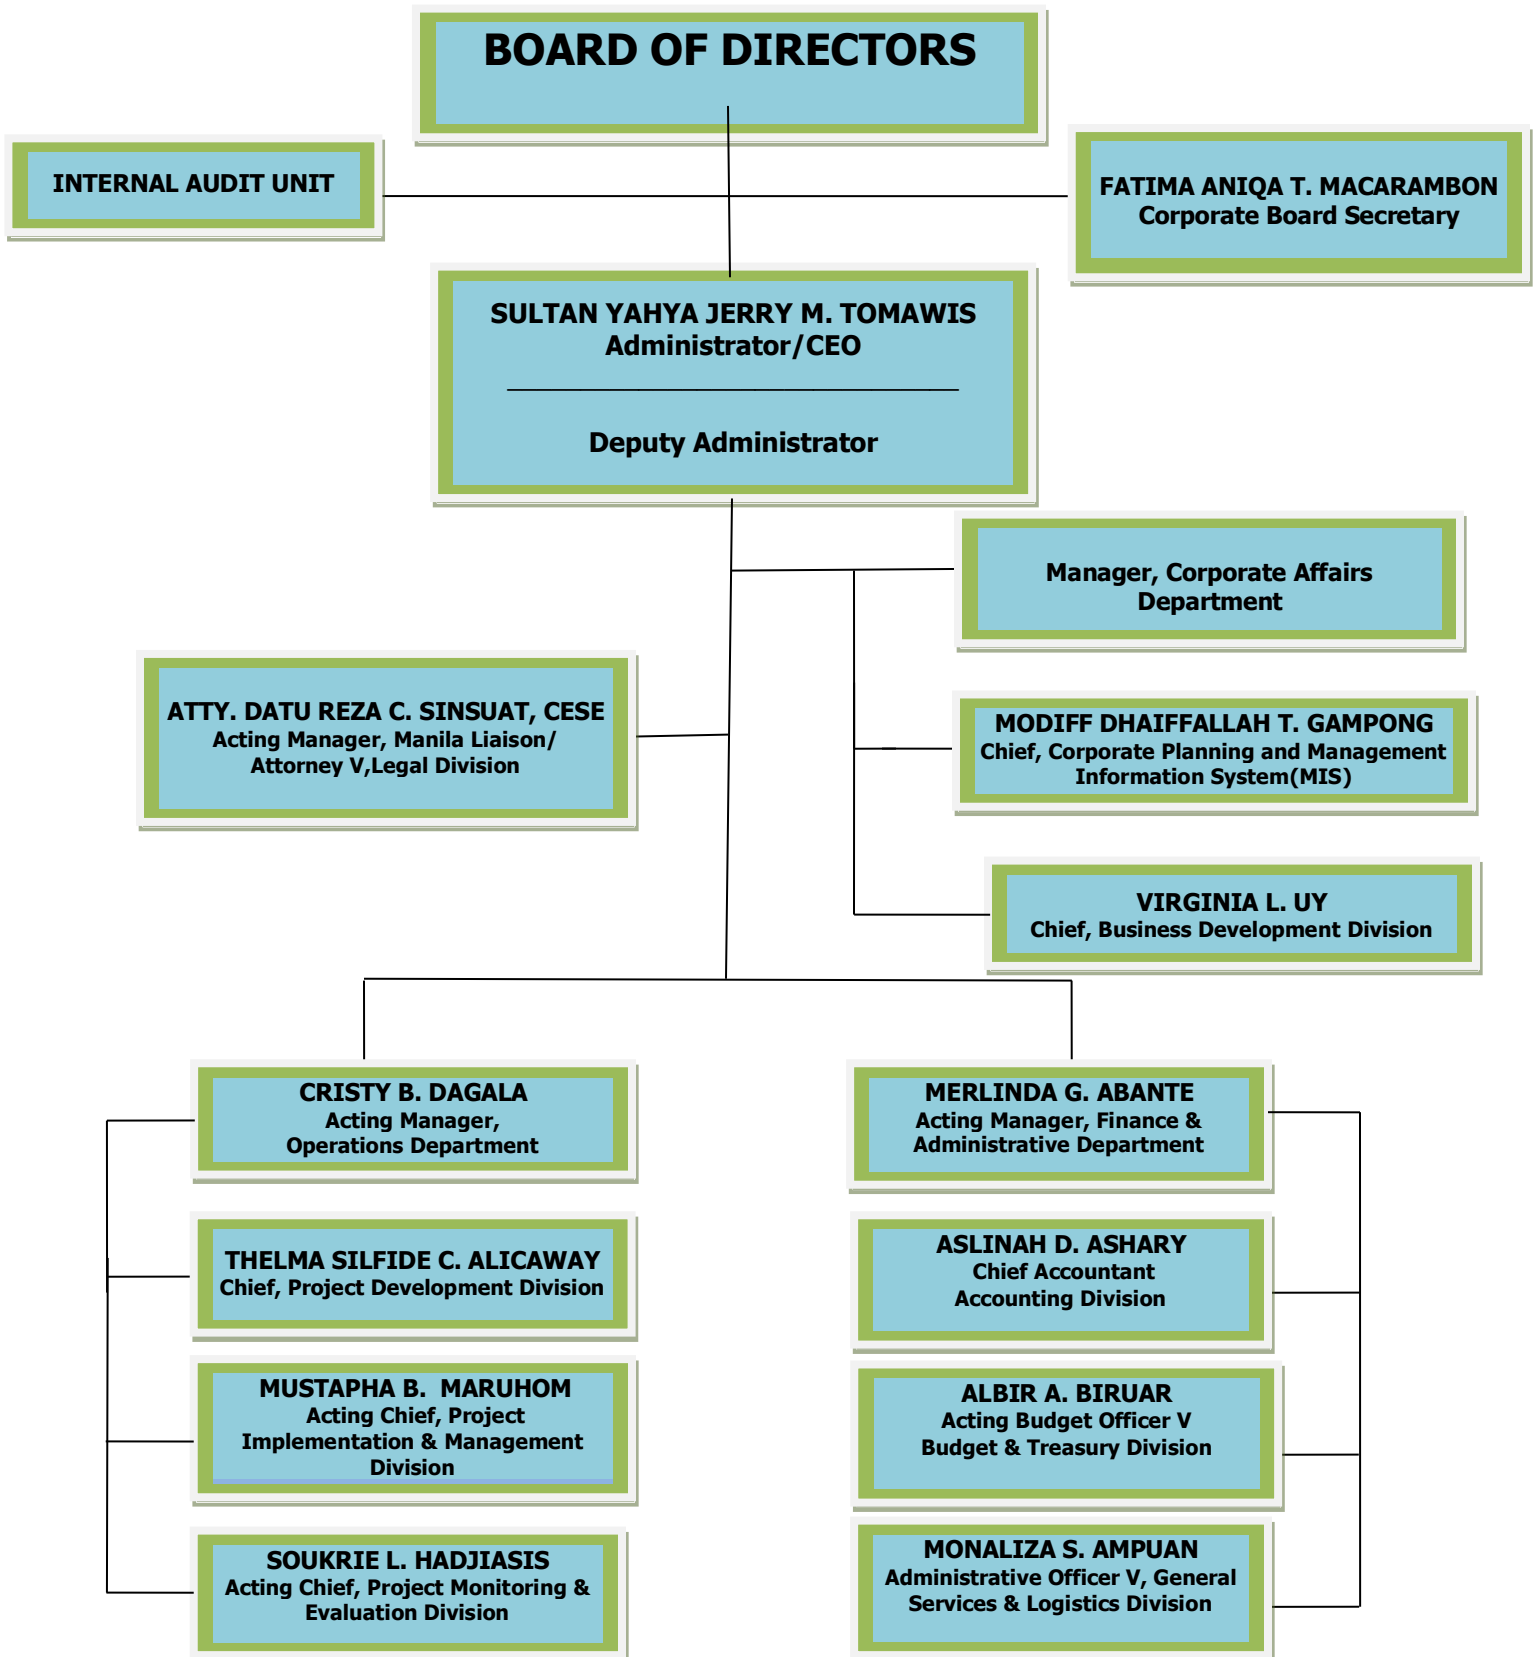 BOARD OF DIRECTORS
INTERNAL AUDIT UNIT
FATIMA ANIQA T. MACARAMBON
Corporate Board Secretary
SULTAN YAHYA JERRY M. TOMAWIS
Administrator/CEO
Deputy Administrator
Manager, Corporate Affairs
Department
ATTY. DATU REZA C. SINSUAT, CESE
Acting Manager, Manila Liaison/
Attorney V,Legal Division
MODIFF DHAIFFALLAH T. GAMPONG
Chief, Corporate Planning and Management
Information System(MIS)
VIRGINIA L. UY
Chief, Business Development Division
CRISTY B. DAGALA
Acting Manager,
Operations Department
THELMA SILFIDE C. ALICAWAY
Chief, Project Development Division
MUSTAPHA B. MARUHOM
Acting Chief, Project
Implementation & Management
Division
SOUKRIE L. HADJIASIS
Acting Chief, Project Monitoring &
Evaluation Division
MERLINDA G. ABANTE
Acting Manager, Finance &
Administrative Department
ASLINAH D. ASHARY
Chief Accountant
Accounting Division
ALBIR A. BIRUAR
Acting Budget Officer V
Budget & Treasury Division
MONALIZA S. AMPUAN
Administrative Officer V, General
Services & Logistics Division